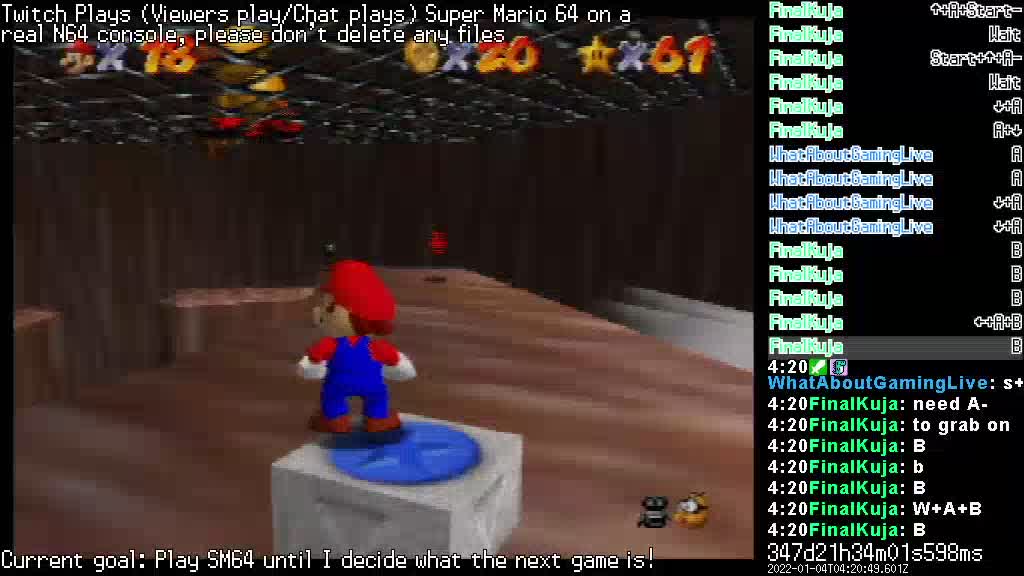 Twitch Plays (Viewers play/Chat plays) Super Mario 64 on a
real N64 console, please don't delete any files
x 18
x 20
x 61
Current goal: Play SM64 until I decide what the next game is!
FinalKuja ↑+A+Start-
FinalKuja Wait
FinalKuja Start+↑+A-
FinalKuja Wait
FinalKuja ↓+A
FinalKuja A+↓
WhatAboutGamingLive A
WhatAboutGamingLive A
WhatAboutGamingLive ↓+A
WhatAboutGamingLive ↓+A
FinalKuja B
FinalKuja B
FinalKuja B
FinalKuja ←+A+B
FinalKuja B
4:20
WhatAboutGamingLive: s+
4:20FinalKuja: need A-
4:20FinalKuja: to grab on
4:20FinalKuja: B
4:20FinalKuja: b
4:20FinalKuja: B
4:20FinalKuja: W+A+B
4:20FinalKuja: B
347d21h34m01s598ms
2022-01-04T04:20:49.601Z